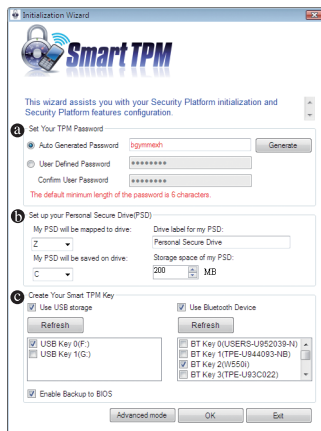 Initialization Wizard
Smart TPM
This wizard assists you with your Security Platform initialization and
Security Platform features configuration.
a Set Your TPM Password
Auto Generated Password bgymmexh Generate
User Defined Password ********
Confirm User Password ********
The default minimum length of the password is 6 characters.
b Set up your Personal Secure Drive(PSD)
My PSD will be mapped to drive: Drive label for my PSD:
Z Personal Secure Drive
My PSD will be saved on drive: Storage space of my PSD:
C 200 MB
c Create Your Smart TPM Key
Use USB storage Use Bluetooth Device
Refresh Refresh
USB Key 0(F:) BT Key 0(USERS-U952039-N)
USB Key 1(G:) BT Key 1(TPE-U944093-NB)
BT Key 2(W550i)
BT Key 3(TPE-U93C022)
Enable Backup to BIOS
Advanced mode OK Exit